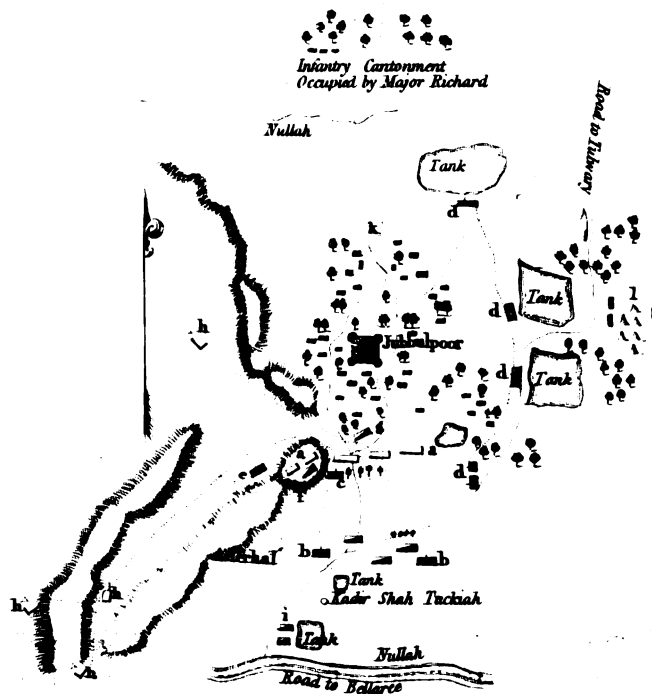 Infantry Cantonment
Occupied by Major Richard
Nullah
Road to Tubwary
Tank
d
k
h
Tank
l
d
Jubbulpoor
d
Tank
a
a
e
c
f
d
b
b
Tank
Kadir Shah Tuckiah
h
h
h
i
Tank
Nullah
Road to Bellaree